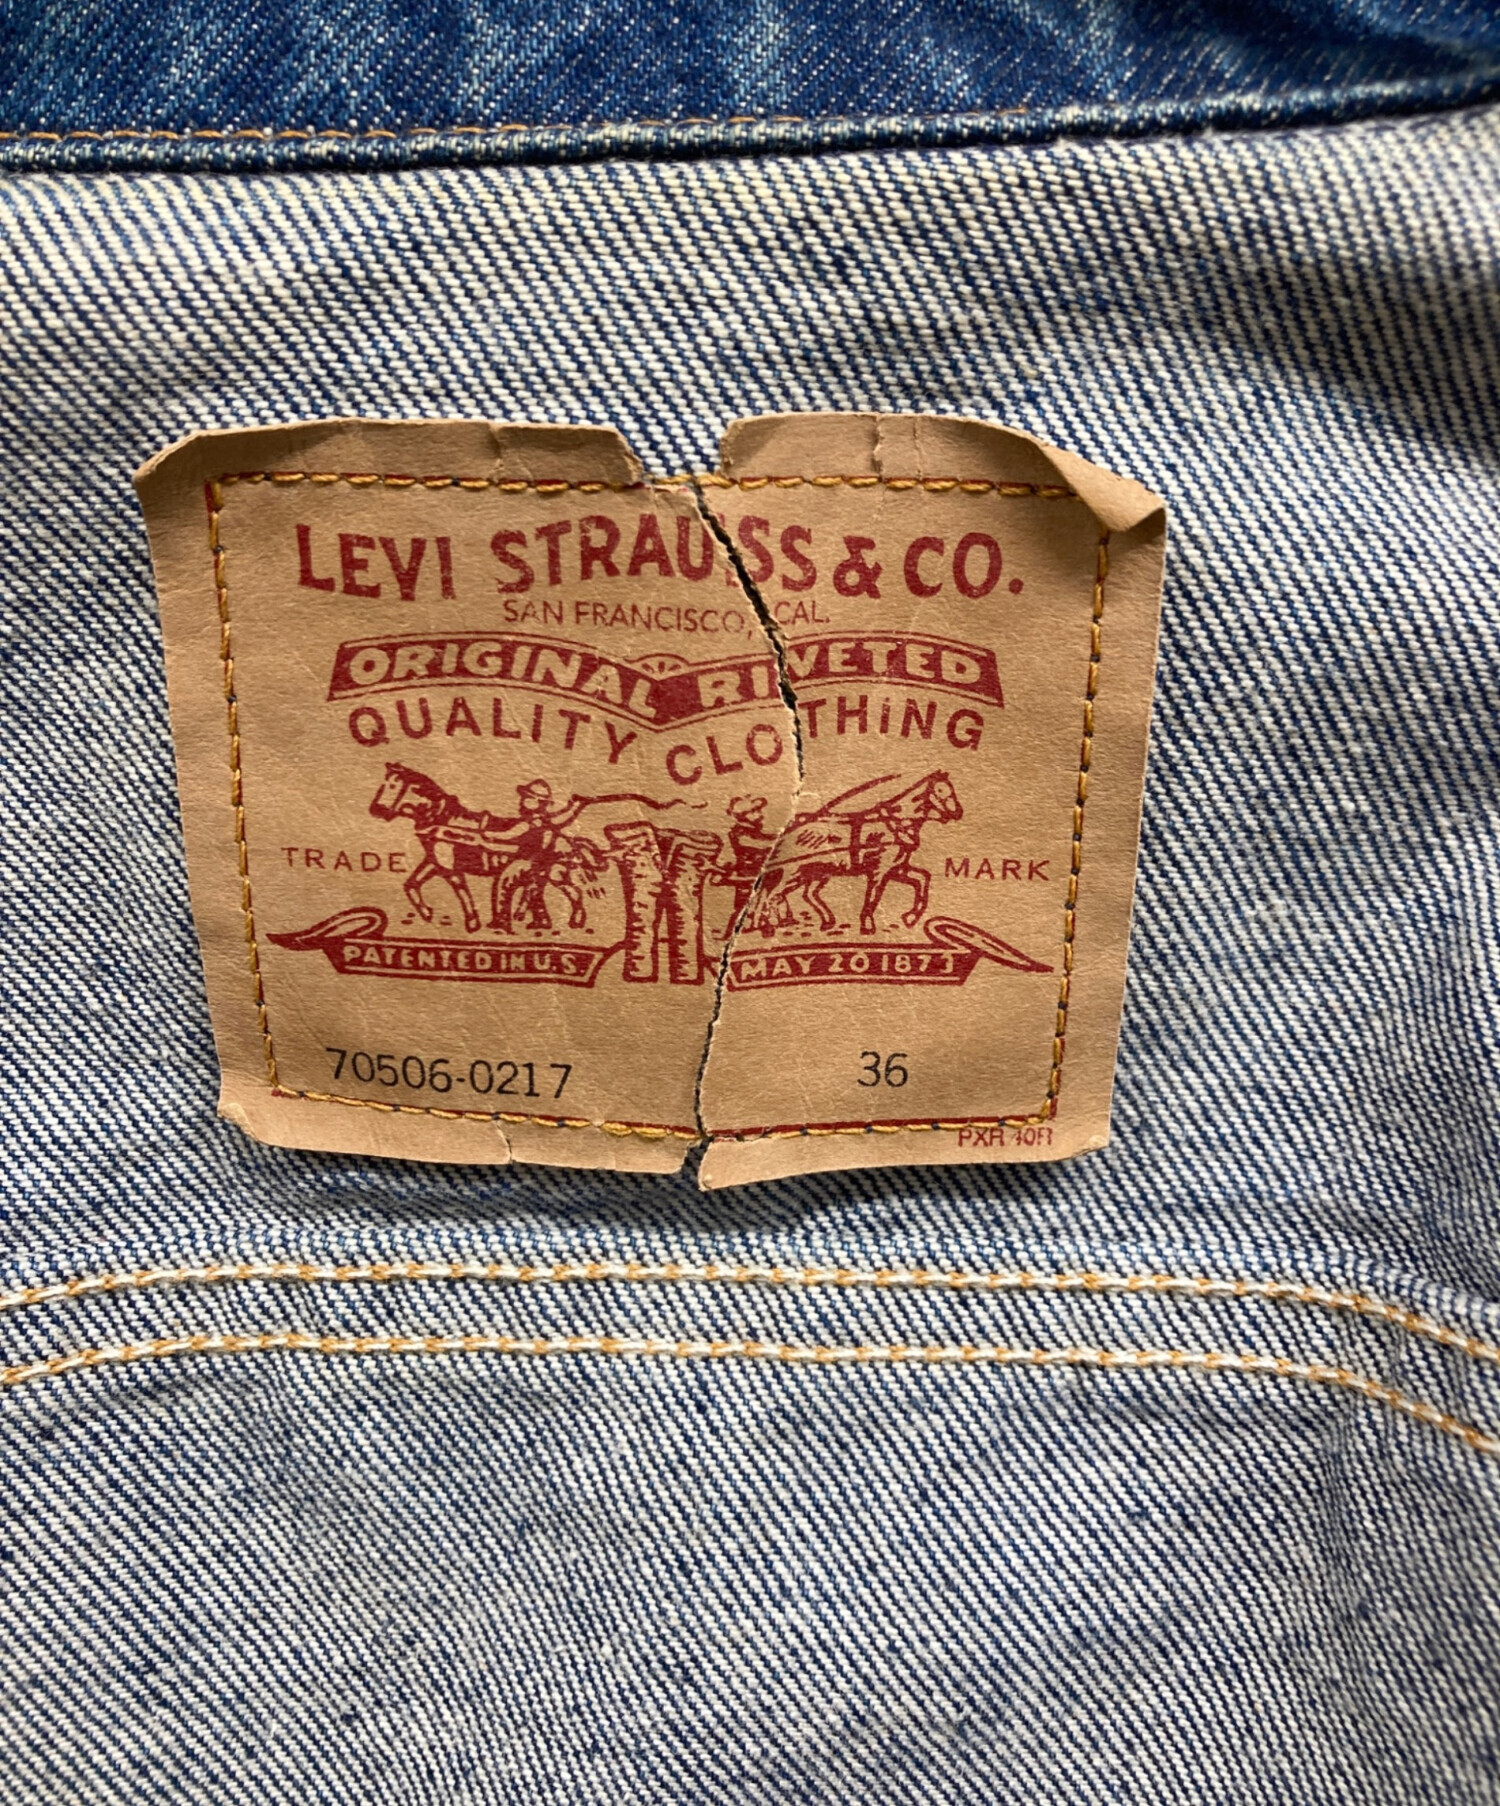 LEVI STRAUSS & CO.
SAN FRANCISCO, CAL.
ORIGINAL RIVETED
QUALITY CLOTHING
TRADE MARK
PATENTED IN U.S. MAY 20 1873
70506-0217 36